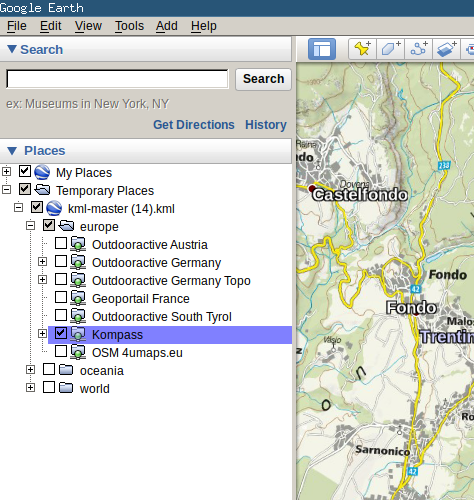 Google Earth
File Edit View Tools Add Help
Search
Search
ex: Museums in New York, NY
Get Directions History
Places
My Places
Temporary Places
kml-master (14).kml
europe
Outdooractive Austria
Outdooractive Germany
Outdooractive Germany Topo
Geoportail France
Outdooractive South Tyrol
Kompass
OSM 4umaps.eu
oceania
world
238
Dovena
Castelfondo
Fondo
42
Fondo
Trentin
Vasio
o n
Sarnonico
42